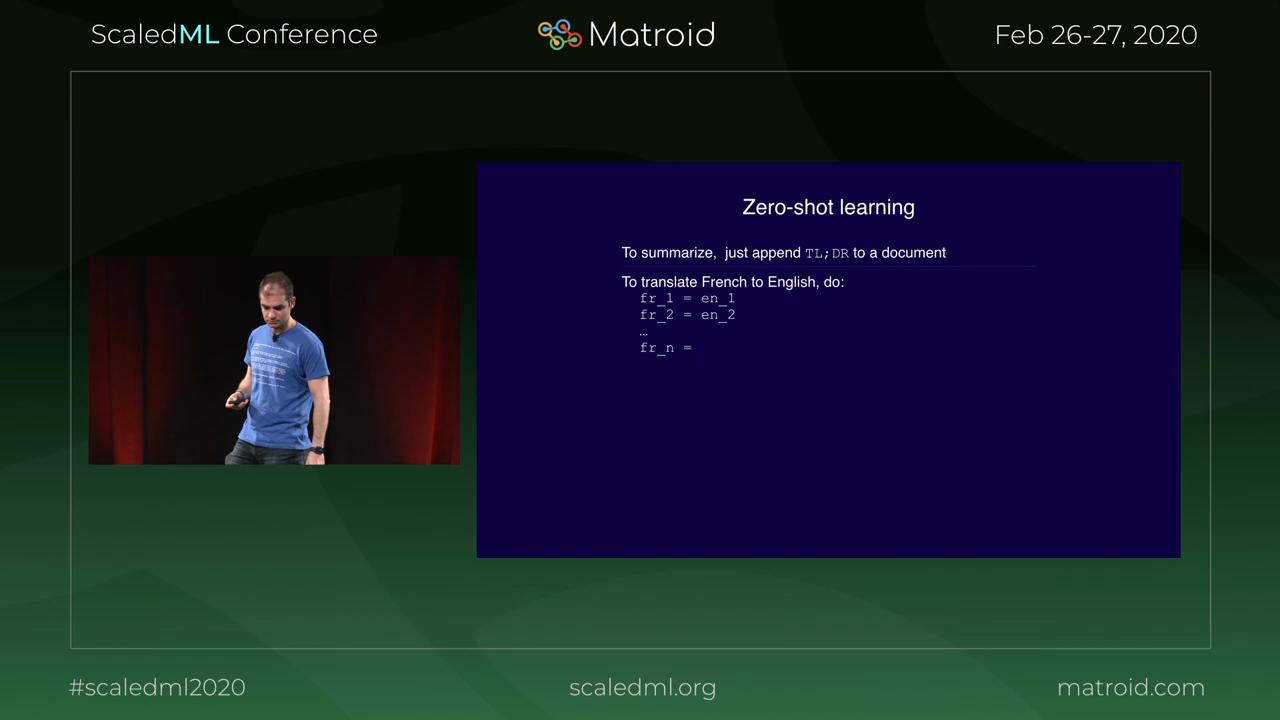 ScaledML Conference
Matroid
Feb 26-27, 2020
Zero-shot learning
To summarize, just append TL;DR to a document
To translate French to English, do:
fr_1 = en_1
fr_2 = en_2
...
fr_n =
#scaledml2020
scaledml.org
matroid.com